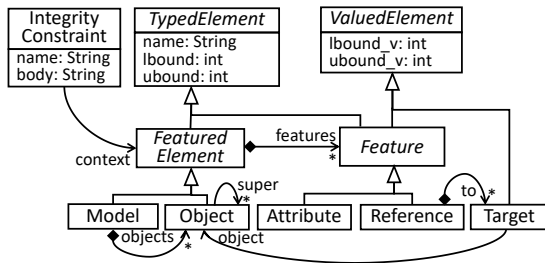 Integrity
Constraint
name: String
body: String
TypedElement
name: String
lbound: int
ubound: int
ValuedElement
lbound_v: int
ubound_v: int
context
Featured
Element
features
*
Feature
super
*
to
*
Model
Object
Attribute
Reference
Target
objects
*
object